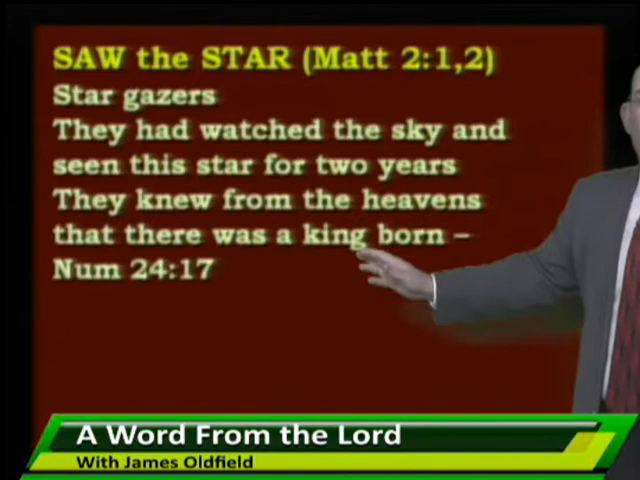 SAW the STAR (Matt 2:1,2)
Star gazers
They had watched the sky and
seen this star for two years
They knew from the heavens
that there was a king born –
Num 24:17
A Word From the Lord
With James Oldfield